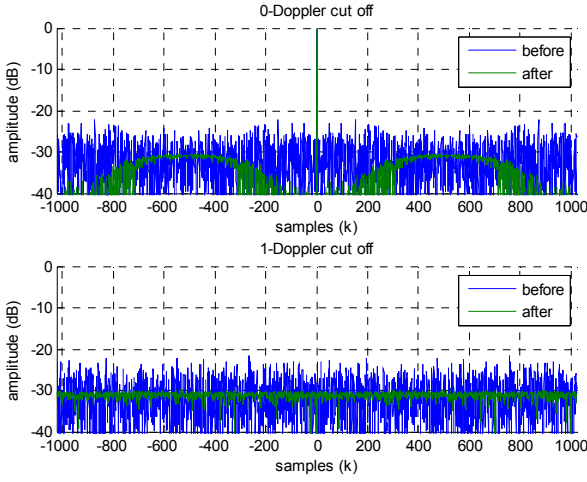 0-Doppler cut off
0
-10
-20
-30
-40
amplitude (dB)
before
after
-1000 -800 -600 -400 -200 0 200 400 600 800 1000
samples (k)
1-Doppler cut off
0
-10
-20
-30
-40
amplitude (dB)
before
after
-1000 -800 -600 -400 -200 0 200 400 600 800 1000
samples (k)